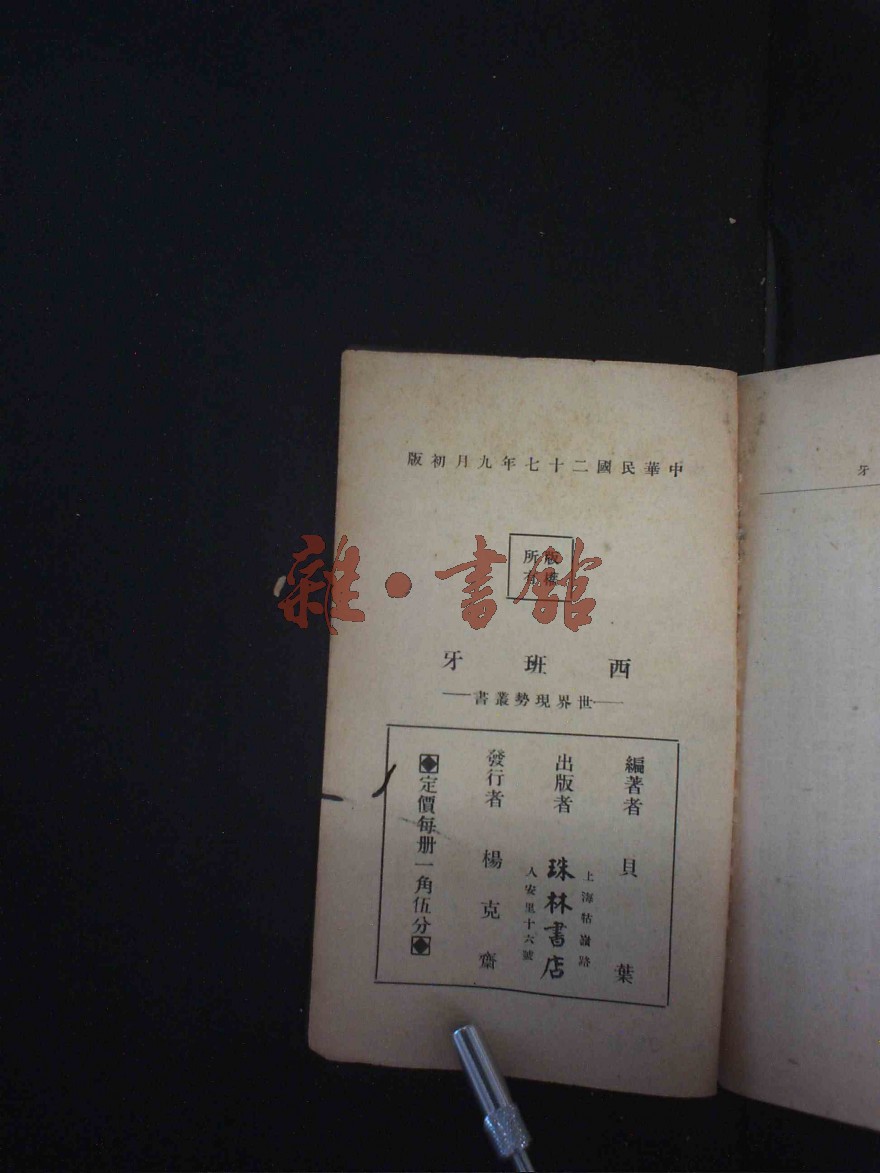 中華民國二十七年九月初版
版權
所有
雜·書館
西班牙
—世界現勢叢書—
編著者 貝葉
出版者 珠林書店
上海牯嶺路
人安里十六號
發行者 楊克齋
定價每册一角伍分
牙